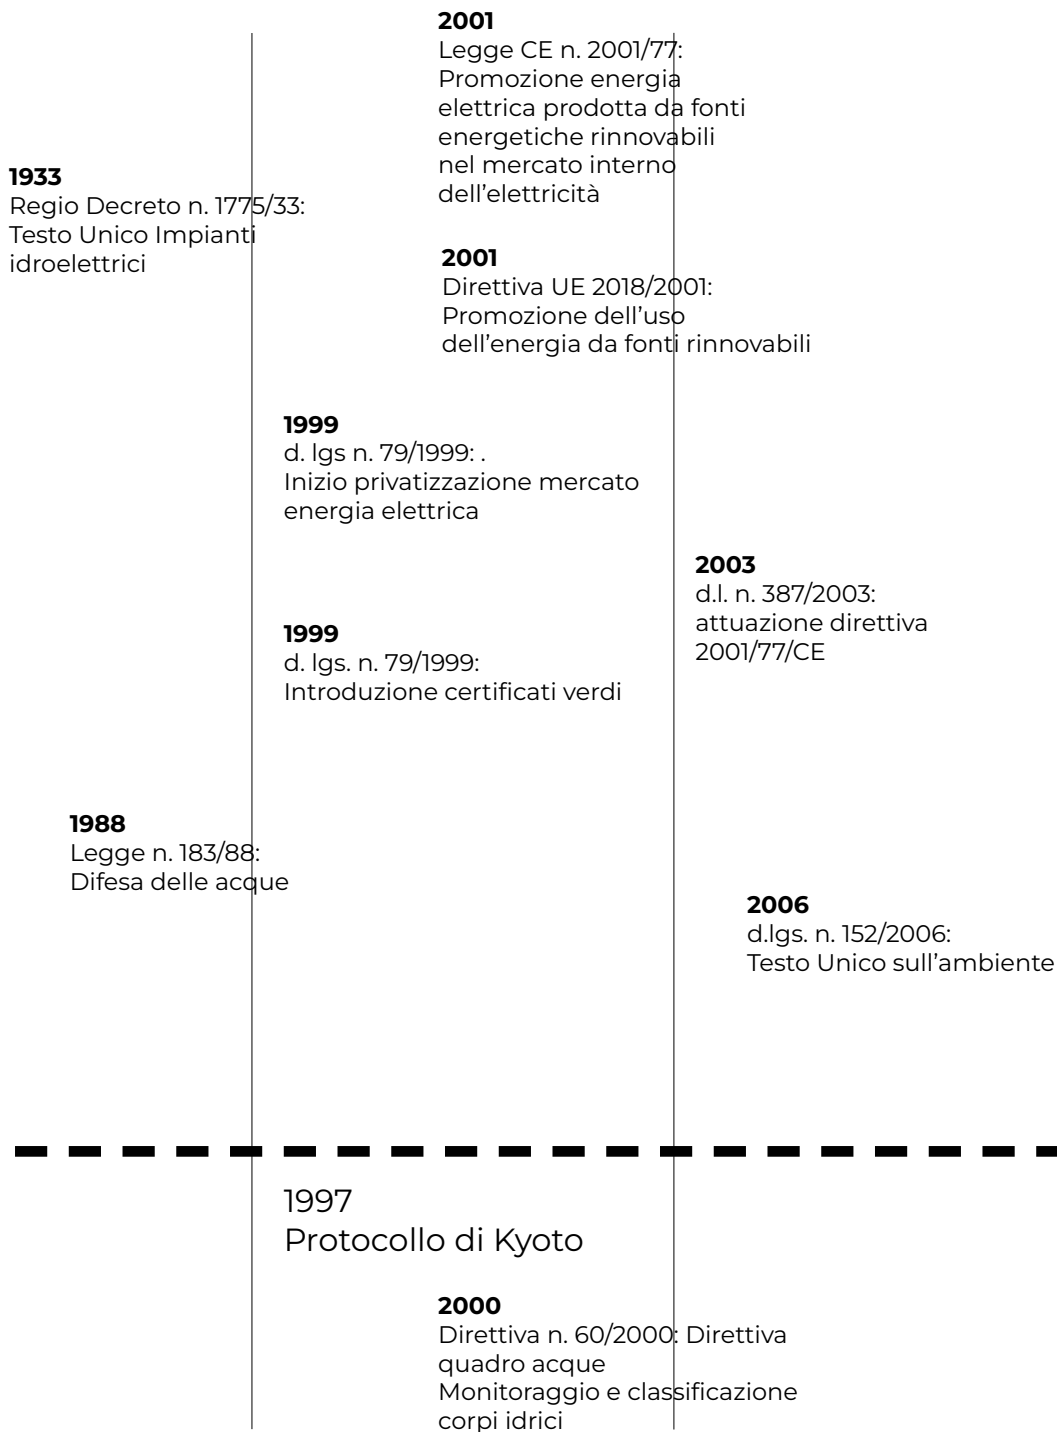 2001
Legge CE n. 2001/77:
Promozione energia
elettrica prodotta da fonti
energetiche rinnovabili
nel mercato interno
dell’elettricità
1933
Regio Decreto n. 1775/33:
Testo Unico Impianti
idroelettrici
2001
Direttiva UE 2018/2001:
Promozione dell’uso
dell’energia da fonti rinnovabili
1999
d. lgs n. 79/1999: .
Inizio privatizzazione mercato
energia elettrica
2003
d.l. n. 387/2003:
attuazione direttiva
2001/77/CE
1999
d. lgs. n. 79/1999:
Introduzione certificati verdi
1988
Legge n. 183/88:
Difesa delle acque
2006
d.lgs. n. 152/2006:
Testo Unico sull’ambiente
1997
Protocollo di Kyoto
2000
Direttiva n. 60/2000: Direttiva
quadro acque
Monitoraggio e classificazione
corpi idrici